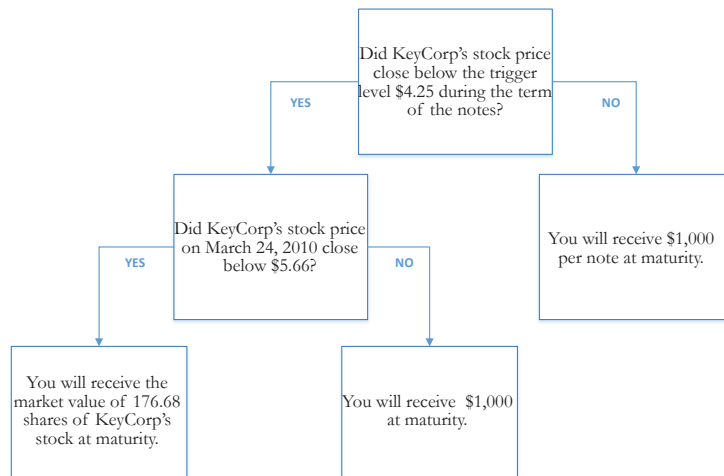 Did KeyCorp's stock price
close below the trigger
level $4.25 during the term
of the notes?
YES
NO
Did KeyCorp's stock price
on March 24, 2010 close
below $5.66?
You will receive $1,000
per note at maturity.
YES
NO
You will receive the
market value of 176.68
shares of KeyCorp's
stock at maturity.
You will receive $1,000
at maturity.